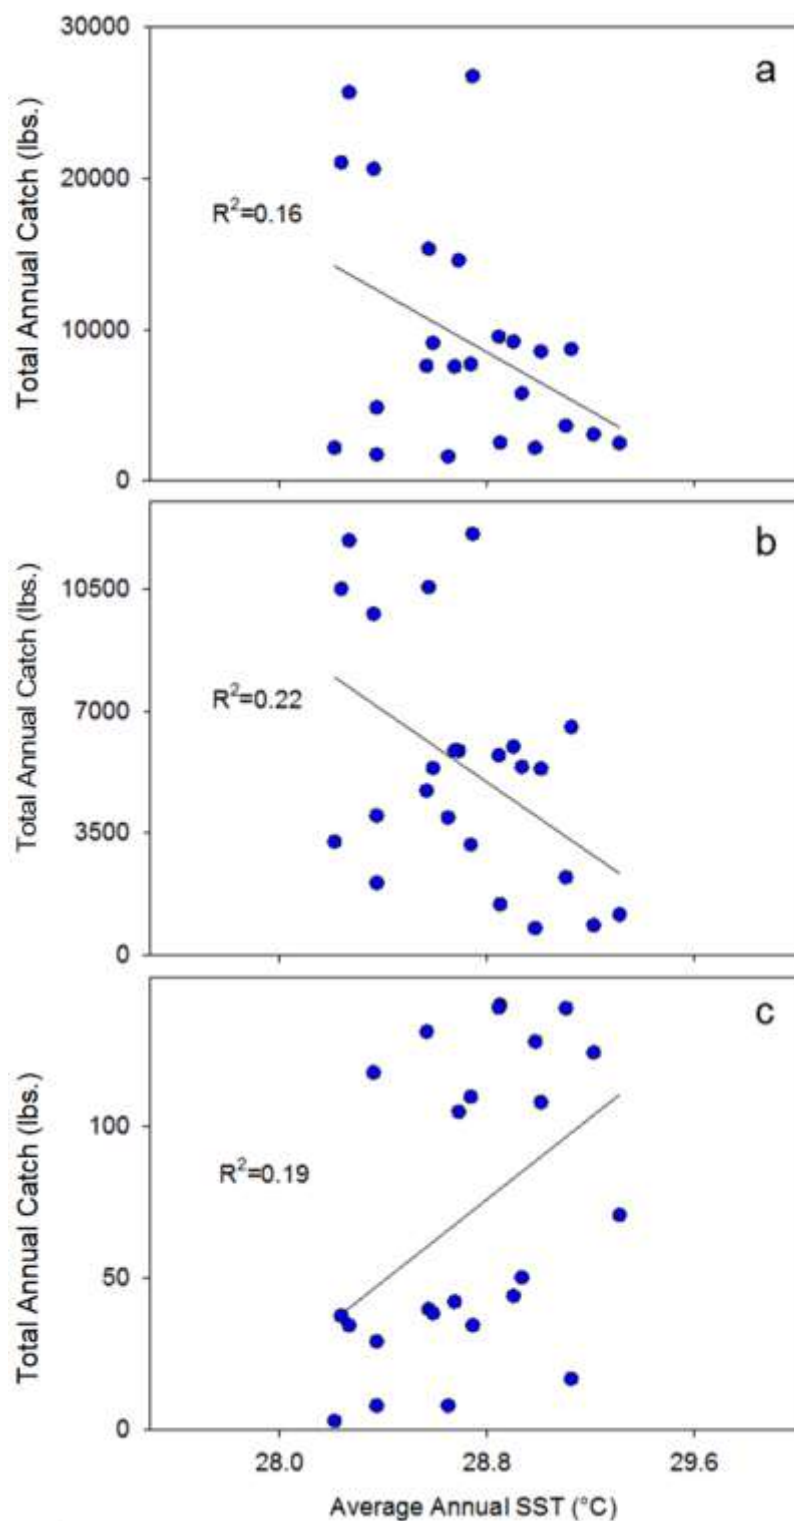 30000
a
20000
R²=0.16
10000
0
Total Annual Catch (lbs.)
b
10500
R²=0.22
7000
3500
0
Total Annual Catch (lbs.)
c
100
R²=0.19
50
0
Total Annual Catch (lbs.)
28.0 28.8 29.6
Average Annual SST (°C)